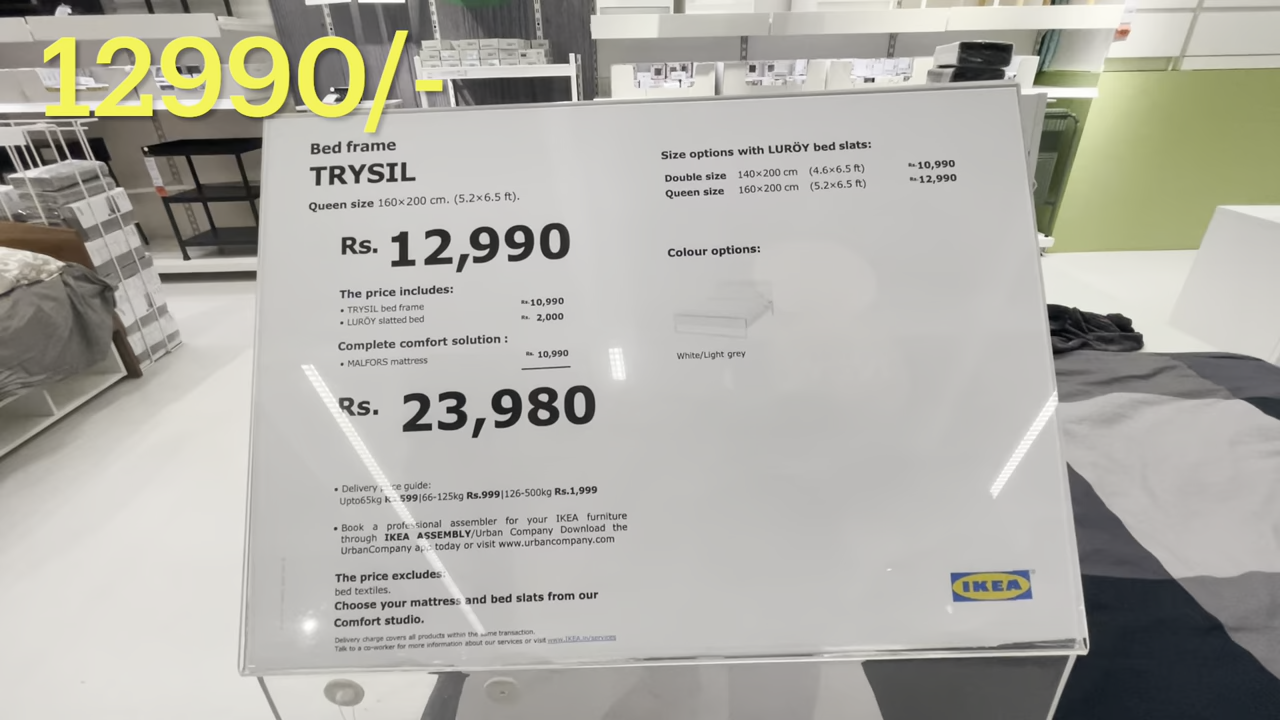 12990/-
Bed frame
TRYSIL
Queen size 160×200 cm. (5.2×6.5 ft).
Rs. 12,990
The price includes:
• TRYSIL bed frame Rs. 10,990
• LURÖY slatted bed Rs. 2,000
Complete comfort solution :
• MALFORS mattress Rs. 10,990
Rs. 23,980
• Delivery price guide:
Upto65kg Rs.599|66-125kg Rs.999|126-500kg Rs.1,999
• Book a professional assembler for your IKEA furniture
through IKEA ASSEMBLY/Urban Company Download the
UrbanCompany app today or visit www.urbancompany.com
The price excludes:
bed textiles.
Choose your mattress and bed slats from our
Comfort studio.
Delivery charge covers all products within the same transaction.
Talk to a co-worker for more information about our services or visit www.IKEA.in/services
Size options with LURÖY bed slats:
Double size 140×200 cm (4.6×6.5 ft) Rs. 10,990
Queen size 160×200 cm (5.2×6.5 ft) Rs. 12,990
Colour options:
White/Light grey
IKEA